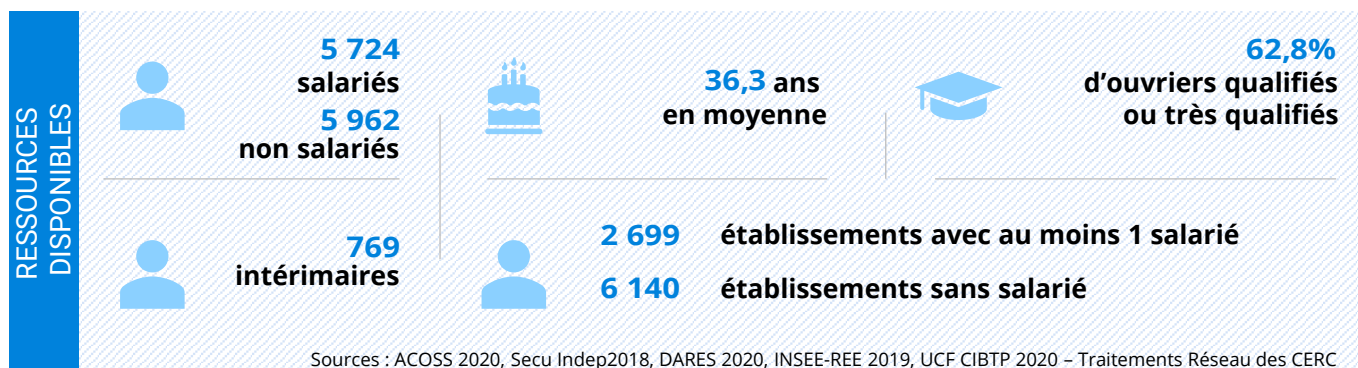 RESSOURCES
DISPONIBLES
5 724
salariés
5 962
non salariés
36,3 ans
en moyenne
62,8%
d'ouvriers qualifiés
ou très qualifiés
769
intérimaires
2 699 établissements avec au moins 1 salarié
6 140 établissements sans salarié
Sources : ACOSS 2020, Secu Indep2018, DARES 2020, INSEE-REE 2019, UCF CIBTP 2020 – Traitements Réseau des CERC